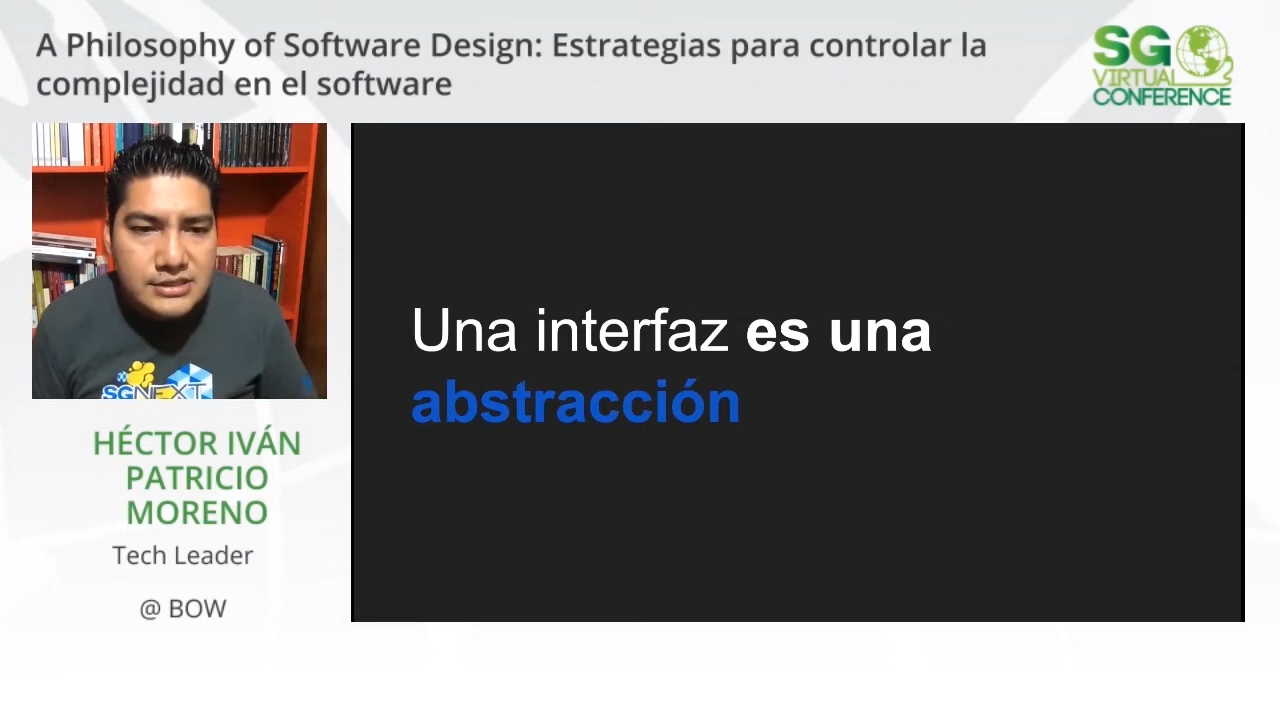 A Philosophy of Software Design: Estrategias para controlar la
complejidad en el software
SG
VIRTUAL
CONFERENCE
SGNEXT
HÉCTOR IVÁN
PATRICIO
MORENO
Tech Leader
@ BOW
Una interfaz es una
abstracción